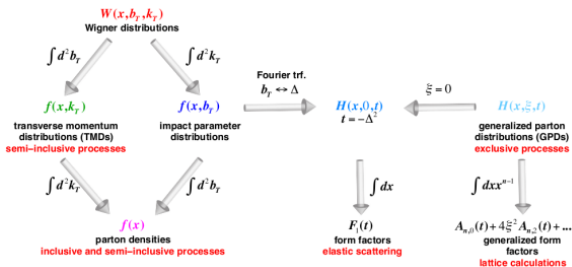 W(x,b_T,k_T)
Wigner distributions
∫d²b_T
∫d²k_T
Fourier trf.
b_T ↔ Δ
ξ = 0
f(x,k_T)
f(x,b_T)
H(x,0,t)
t = −Δ²
H(x,ξ,t)
transverse momentum
distributions (TMDs)
semi−inclusive processes
impact parameter
distributions
generalized parton
distributions (GPDs)
exclusive processes
∫d²k_T
∫d²b_T
∫dx
∫dx x^{n−1}
f(x)
parton densities
inclusive and semi−inclusive processes
F_1(t)
form factors
elastic scattering
A_{n,0}(t) + 4ξ² A_{n,2}(t) + ...
generalized form
factors
lattice calculations